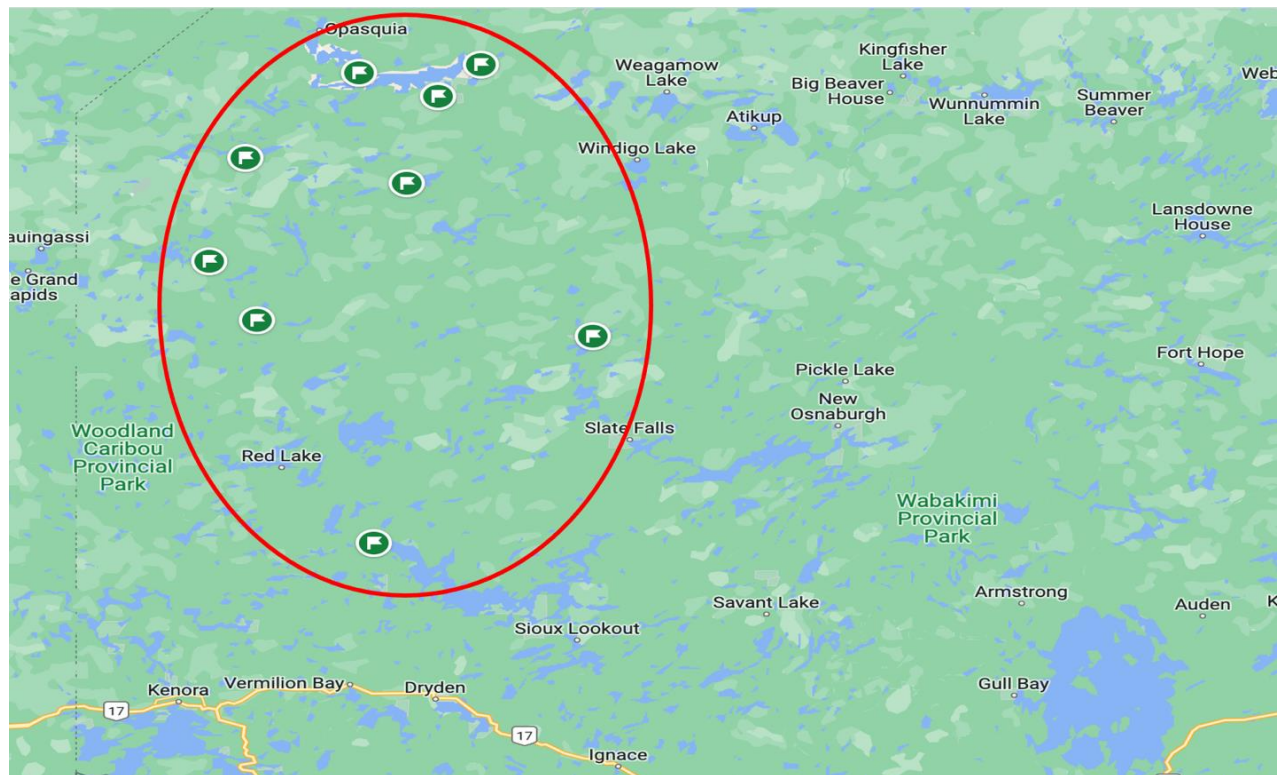 Opasquia
Kingfisher
Lake
Weagamow
Lake
Big Beaver
House
Web
Wunnummin
Lake
Summer
Beaver
Atikup
Windigo Lake
Lansdowne
House
auingassi
e Grand
apids
Fort Hope
Pickle Lake
New
Osnaburgh
Slate Falls
Woodland
Caribou
Provincial
Park
Red Lake
Wabakimi
Provincial
Park
Armstrong
Savant Lake
Auden
K
Sioux Lookout
Vermilion Bay
Dryden
Kenora
Gull Bay
17
17
Ignace